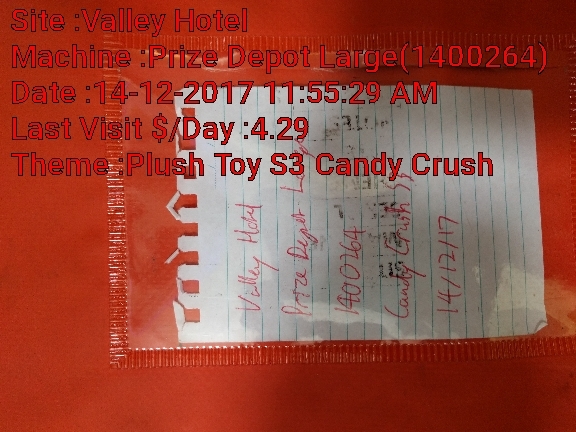 Site :Valley Hotel
Machine :Prize Depot Large(1400264)
Date :14-12-2017 11:55:29 AM
Last Visit $/Day :4.29
Theme :Plush Toy S3 Candy Crush
Valley Hotel
Prize Depot
1400264
Candy Crush
14/12/17